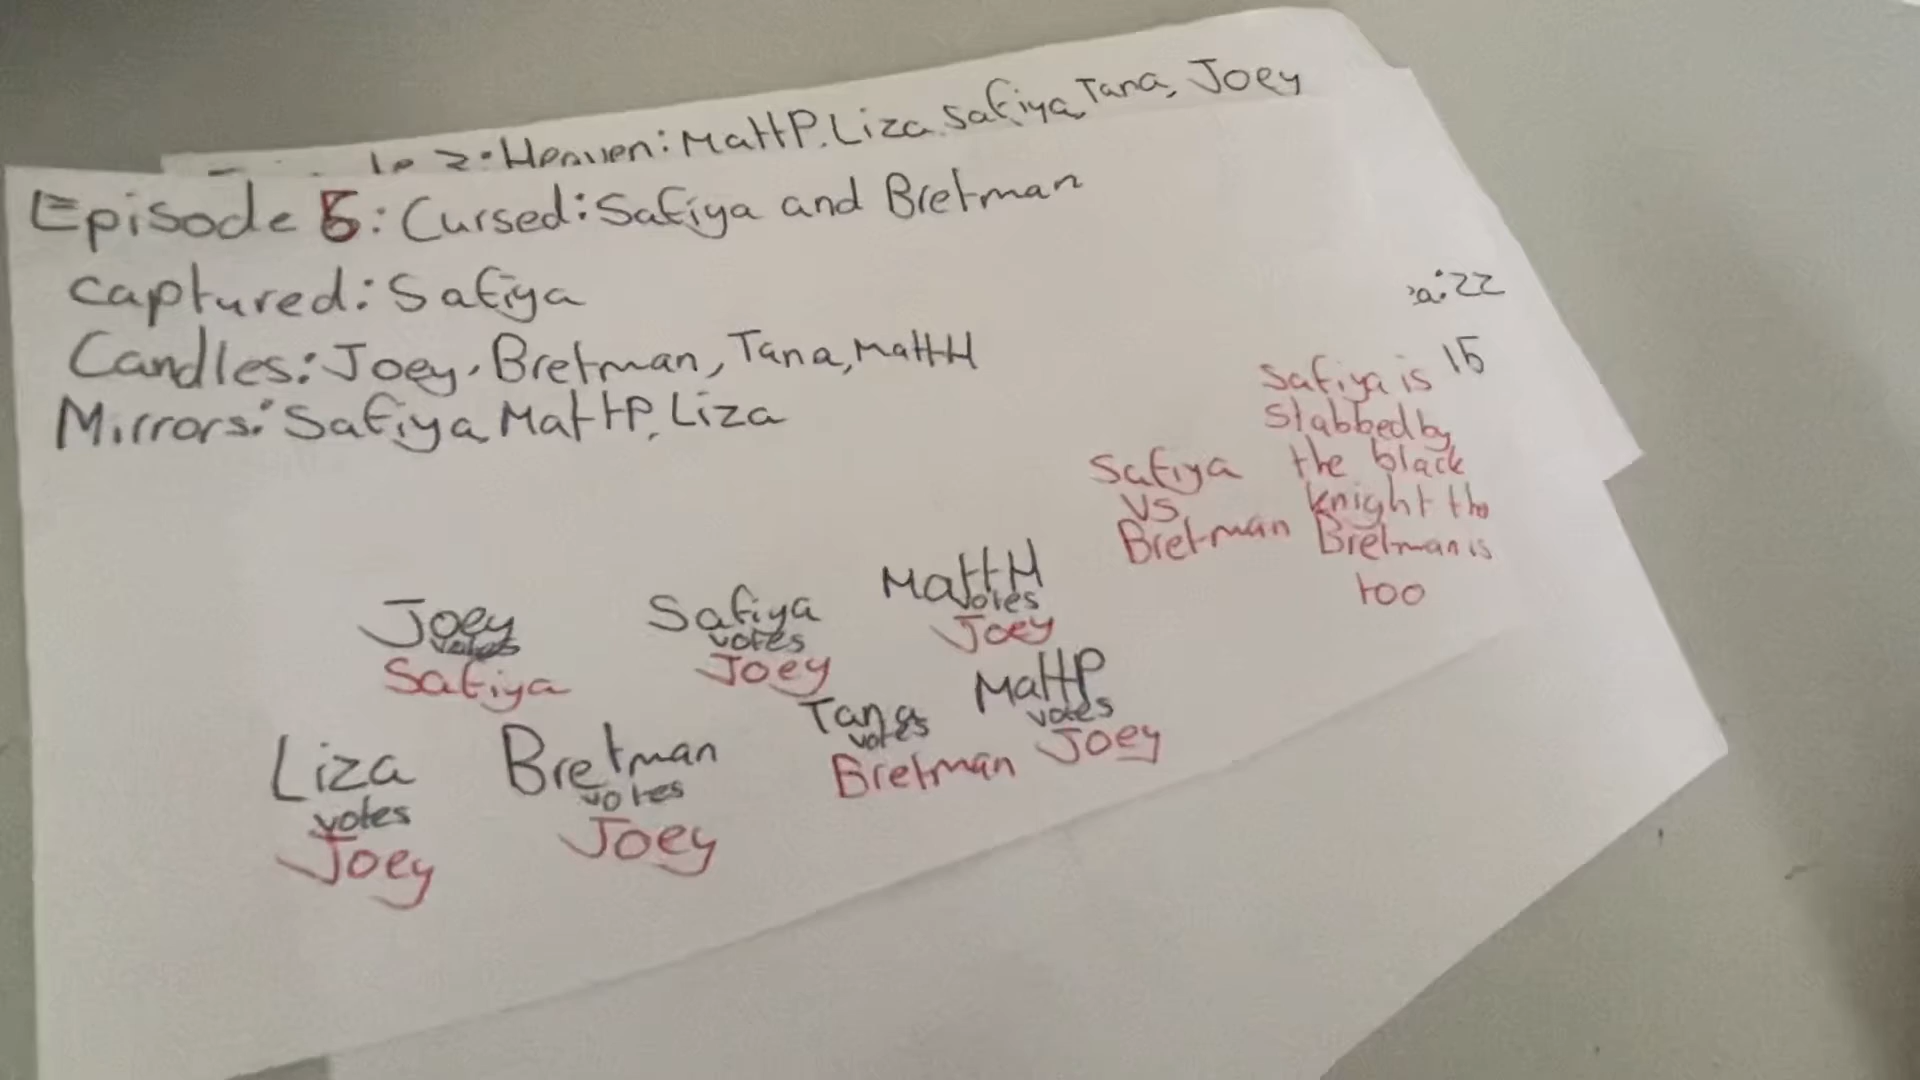 2: Heaven: MattP. Liza. Safiya, Tana, Joey
Episode 5: Cursed: Safiya and Bretman
Captured: Safiya
Candles: Joey, Bretman, Tana, MattH
Mirrors: Safiya MattP, Liza
:22
15
Safiya
vs
Bretman
Safiya is
stabbed by
the black
knight the
Bretman is
too
Joey
votes
Safiya
Safiya
votes
Joey
MattH
votes
Joey
Liza
votes
Joey
Bretman
votes
Joey
Tana
votes
Bretman
MattP
votes
Joey